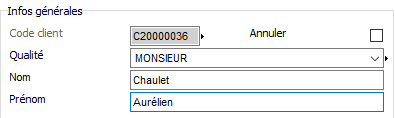 Infos générales
Code client C20000036 Annuler
Qualité MONSIEUR
Nom Chaulet
Prénom Aurélien